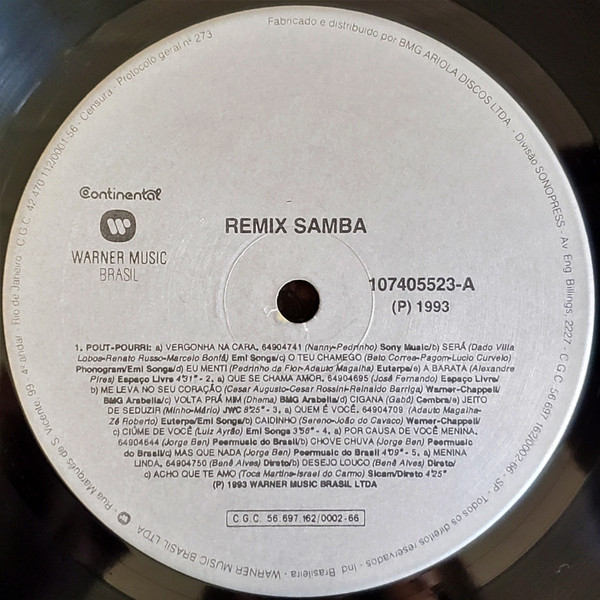 Fabricado e distribuído por BMG ARIOLA DISCOS LTDA. - Divisão SONOPRESS - Av. Eng. Billings, 2227 - C.G.C. 56.697.162/0002-66 - SP - Todos os direitos reservados - Ind. Brasileira - WARNER MUSIC BRASIL LTDA
Rua Marquês de S. Vicente, 99, 4º andar - Rio de Janeiro - C.G.C. 42.470.112/0001-56 - Censura - Protocolo geral nº 273
Continental
WARNER MUSIC
BRASIL
REMIX SAMBA
107405523-A
(P) 1993
1. POUT-POURRI: a) VERGONHA NA CARA, 64904741 (Nanny-Pedrinho) Sony Music/b) SERÁ (Dado Villa
Lobos-Renato Russo-Marcelo Bonfá) Emi Songs/c) O TEU CHAMEGO (Beto Correa-Pagom-Lucio Curvelo)
Phonogram/Emi Songs/d) EU MENTI (Pedrinho da Flor-Adauto Magalha) Euterpe/e) A BARATA (Alexandre
Pires) Espaço Livre 4'51" - 2. a) QUE SE CHAMA AMOR, 64904695 (José Fernando) Espaço Livre/
b) ME LEVA NO SEU CORAÇÃO (Cesar Augusto-Cesar Rossini-Reinaldo Barriga) Warner-Chappell/
BMG Arabella/c) VOLTA PRÁ MIM (Dhema) BMG Arabella/d) CIGANA (Gabú) Cembra/e) JEITO
DE SEDUZIR (Minho-Mário) JWC 6'25" - 3. a) QUEM É VOCÊ, 64904709 (Adauto Magalha-
Zé Roberto) Euterpe/Emi Songs/b) CAIDINHO (Sereno-João do Cavaco) Warner-Chappell/
c) CIÚME DE VOCÊ (Luiz Ayrão) Emi Songs 3'56" - 4. a) POR CAUSA DE VOCÊ MENINA,
64904644 (Jorge Ben) Peermusic do Brasil/b) CHOVE CHUVA (Jorge Ben) Peermusic
do Brasil/c) MAS QUE NADA (Jorge Ben) Peermusic do Brasil 4'09" - 5. a) MENINA
LINDA, 64904750 (Benê Alves) Direto/b) DESEJO LOUCO (Benê Alves) Direto/
c) ACHO QUE TE AMO (Toca Martins-Israel do Carmo) Sicam/Direto 4'25"
(P) 1993 WARNER MUSIC BRASIL LTDA
C.G.C. 56.697.162/0002-66